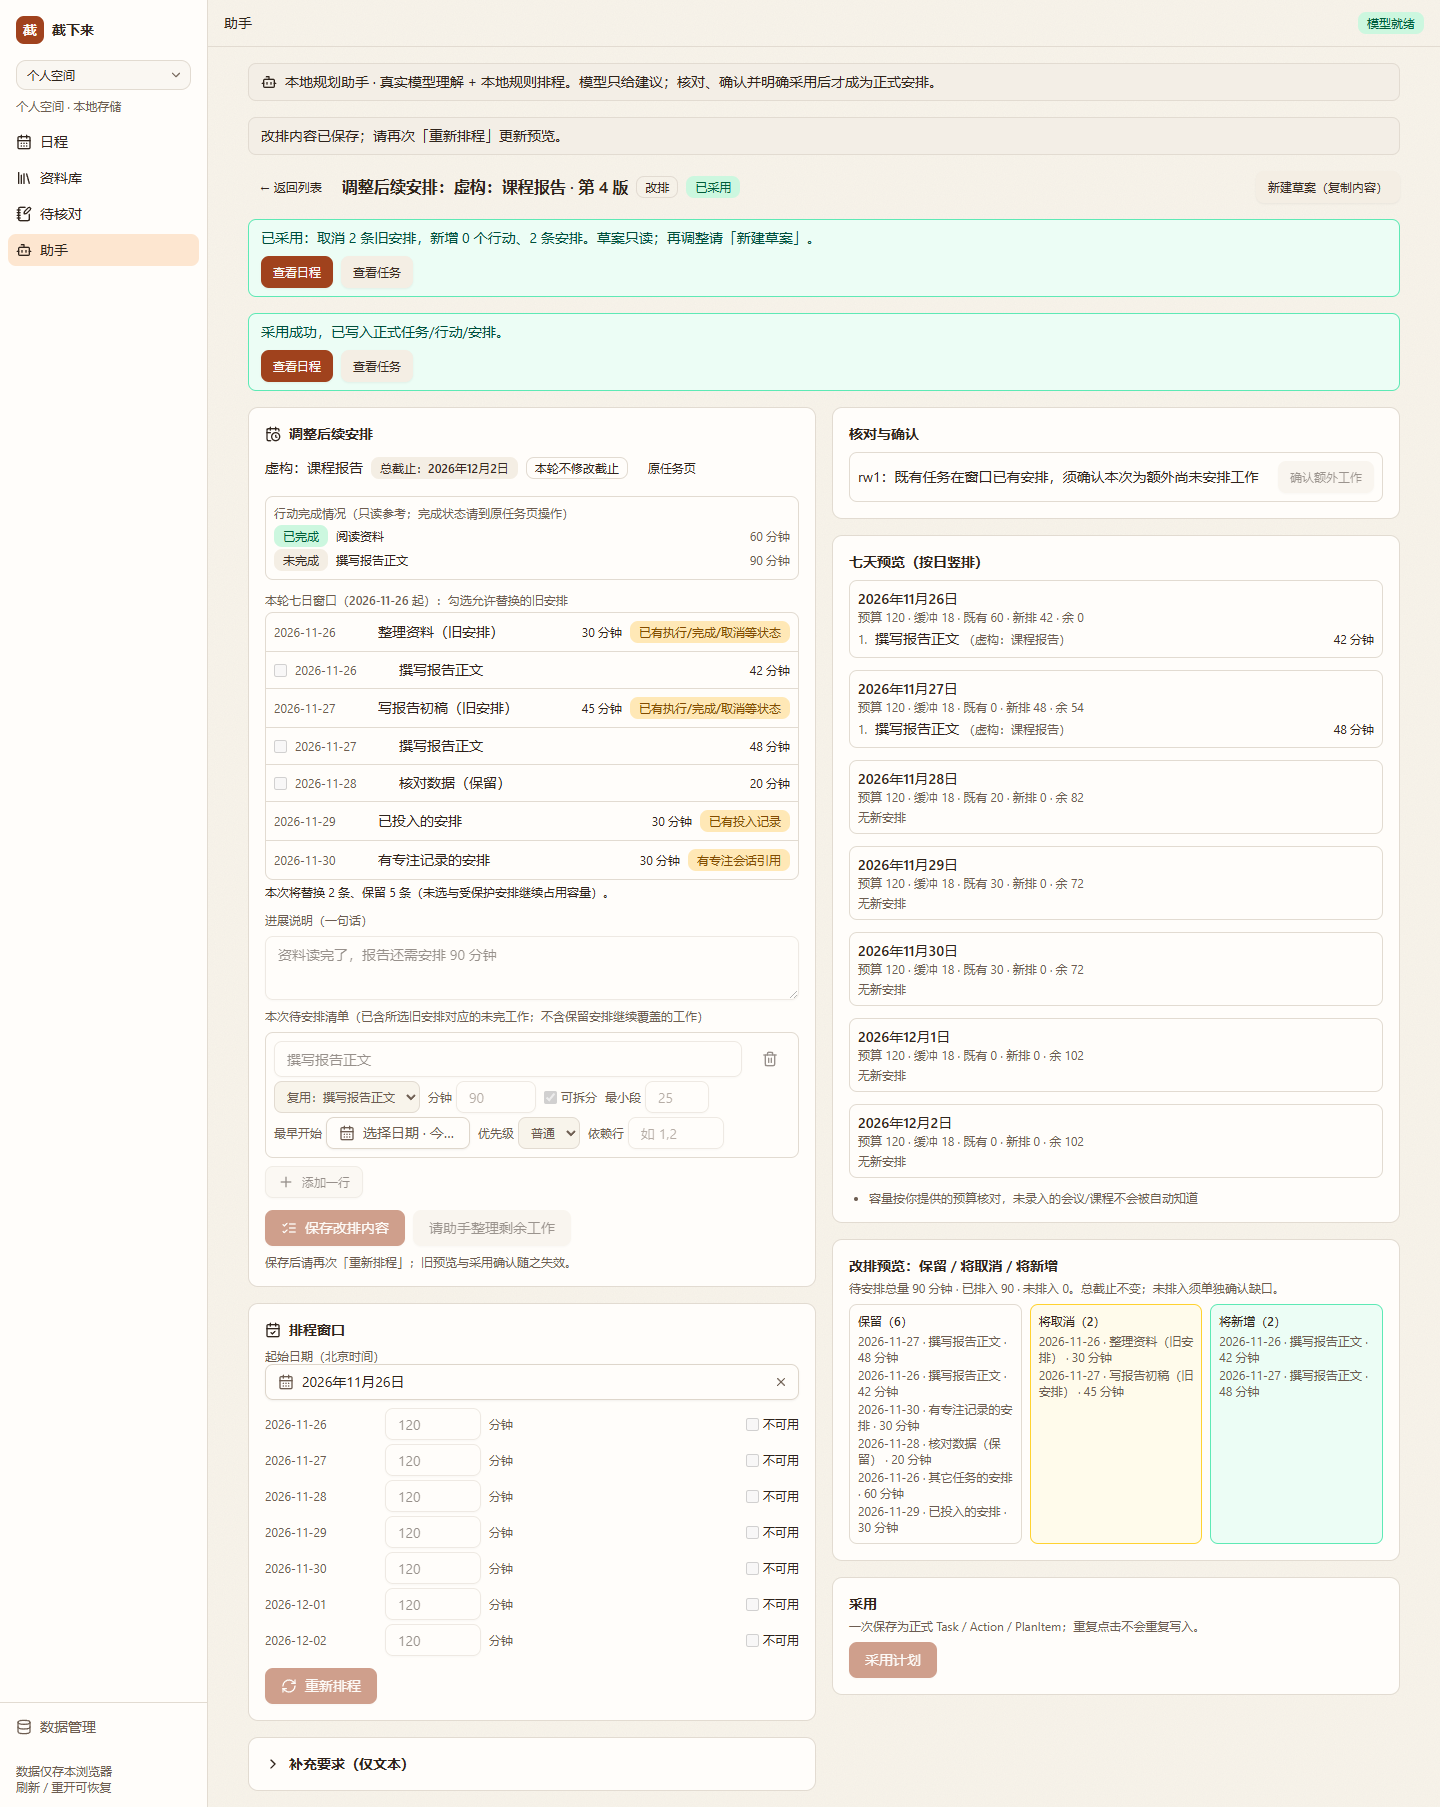 截 截下来
个人空间
个人空间 · 本地存储
日程
资料库
待核对
助手
数据管理
数据仅存本浏览器
刷新 / 重开可恢复
助手
模型就绪
本地规划助手 · 真实模型理解 + 本地规则排程。模型只给建议；核对、确认并明确采用后才成为正式安排。
改排内容已保存；请再次「重新排程」更新预览。
← 返回列表 调整后续安排：虚构：课程报告 · 第 4 版 改排 已采用 新建草案（复制内容）
已采用：取消 2 条旧安排，新增 0 个行动、2 条安排。草案只读；再调整请「新建草案」。
查看日程 查看任务
采用成功，已写入正式任务/行动/安排。
查看日程 查看任务
调整后续安排
虚构：课程报告 总截止：2026年12月2日 本轮不修改截止 原任务页
行动完成情况（只读参考；完成状态请到原任务页操作）
已完成 阅读资料 60 分钟
未完成 撰写报告正文 90 分钟
本轮七日窗口（2026-11-26 起）：勾选允许替换的旧安排
2026-11-26 整理资料（旧安排） 30 分钟 已有执行/完成/取消等状态
2026-11-26 撰写报告正文 42 分钟
2026-11-27 写报告初稿（旧安排） 45 分钟 已有执行/完成/取消等状态
2026-11-27 撰写报告正文 48 分钟
2026-11-28 核对数据（保留） 20 分钟
2026-11-29 已投入的安排 30 分钟 已有投入记录
2026-11-30 有专注记录的安排 30 分钟 有专注会话引用
本次将替换 2 条、保留 5 条（未选与受保护安排继续占用容量）。
进展说明（一句话）
资料读完了，报告还需安排 90 分钟
本次待安排清单（已含所选旧安排对应的未完工作；不含保留安排继续覆盖的工作）
撰写报告正文
复用：撰写报告正文 分钟 90 可拆分 最小段 25
最早开始 选择日期 · 今... 优先级 普通 依赖行 如 1,2
添加一行
保存改排内容 请助手整理剩余工作
保存后请再次「重新排程」；旧预览与采用确认随之失效。
排程窗口
起始日期（北京时间）
2026年11月26日
2026-11-26 120 分钟 不可用
2026-11-27 120 分钟 不可用
2026-11-28 120 分钟 不可用
2026-11-29 120 分钟 不可用
2026-11-30 120 分钟 不可用
2026-12-01 120 分钟 不可用
2026-12-02 120 分钟 不可用
重新排程
补充要求（仅文本）
核对与确认
rw1：既有任务在窗口已有安排，须确认本次为额外尚未安排工作 确认额外工作
七天预览（按日竖排）
2026年11月26日
预算 120 · 缓冲 18 · 既有 60 · 新排 42 · 余 0
1. 撰写报告正文 （虚构：课程报告） 42 分钟
2026年11月27日
预算 120 · 缓冲 18 · 既有 0 · 新排 48 · 余 54
1. 撰写报告正文 （虚构：课程报告） 48 分钟
2026年11月28日
预算 120 · 缓冲 18 · 既有 20 · 新排 0 · 余 82
无新安排
2026年11月29日
预算 120 · 缓冲 18 · 既有 30 · 新排 0 · 余 72
无新安排
2026年11月30日
预算 120 · 缓冲 18 · 既有 30 · 新排 0 · 余 72
无新安排
2026年12月1日
预算 120 · 缓冲 18 · 既有 0 · 新排 0 · 余 102
无新安排
2026年12月2日
预算 120 · 缓冲 18 · 既有 0 · 新排 0 · 余 102
无新安排
• 容量按你提供的预算核对，未录入的会议/课程不会被自动知道
改排预览：保留 / 将取消 / 将新增
待安排总量 90 分钟 · 已排入 90 · 未排入 0。总截止不变；未排入须单独确认缺口。
保留（6）
2026-11-27 · 撰写报告正文 ·
48 分钟
2026-11-26 · 撰写报告正文 ·
42 分钟
2026-11-30 · 有专注记录的安
排 · 30 分钟
2026-11-28 · 核对数据（保
留） · 20 分钟
2026-11-26 · 其它任务的安排
· 60 分钟
2026-11-29 · 已投入的安排 ·
30 分钟
将取消（2）
2026-11-26 · 整理资料（旧安
排） · 30 分钟
2026-11-27 · 写报告初稿（旧
安排） · 45 分钟
将新增（2）
2026-11-26 · 撰写报告正文 ·
42 分钟
2026-11-27 · 撰写报告正文 ·
48 分钟
采用
一次保存为正式 Task / Action / PlanItem；重复点击不会重复写入。
采用计划